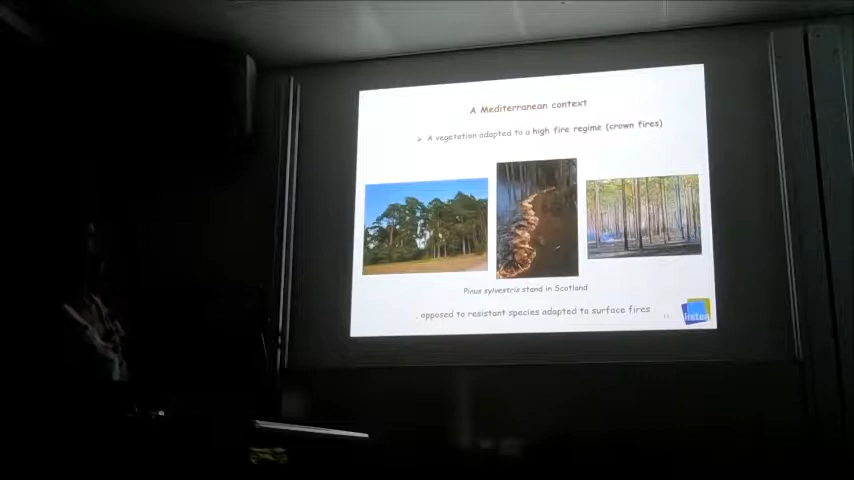 A Mediterranean context
➢ A vegetation adapted to a high fire regime (crown fires)
Pinus sylvestris stand in Scotland
. opposed to resistant species adapted to surface fires
Irstea